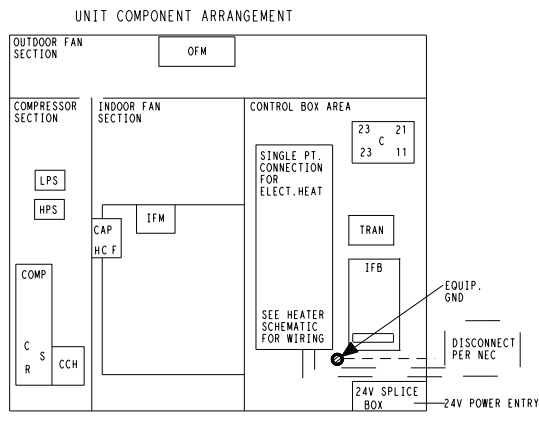 UNIT COMPONENT ARRANGEMENT
OUTDOOR FAN
SECTION
OFM
COMPRESSOR
SECTION
INDOOR FAN
SECTION
CONTROL BOX AREA
23 21
C
23 11
SINGLE PT.
CONNECTION
FOR
ELECT.HEAT
LPS
HPS
IFM
CAP
H C F
TRAN
COMP
IFB
EQUIP.
GND
SEE HEATER
SCHEMATIC
FOR WIRING
C
S
R
CCH
DISCONNECT
PER NEC
24V SPLICE
BOX
24V POWER ENTRY